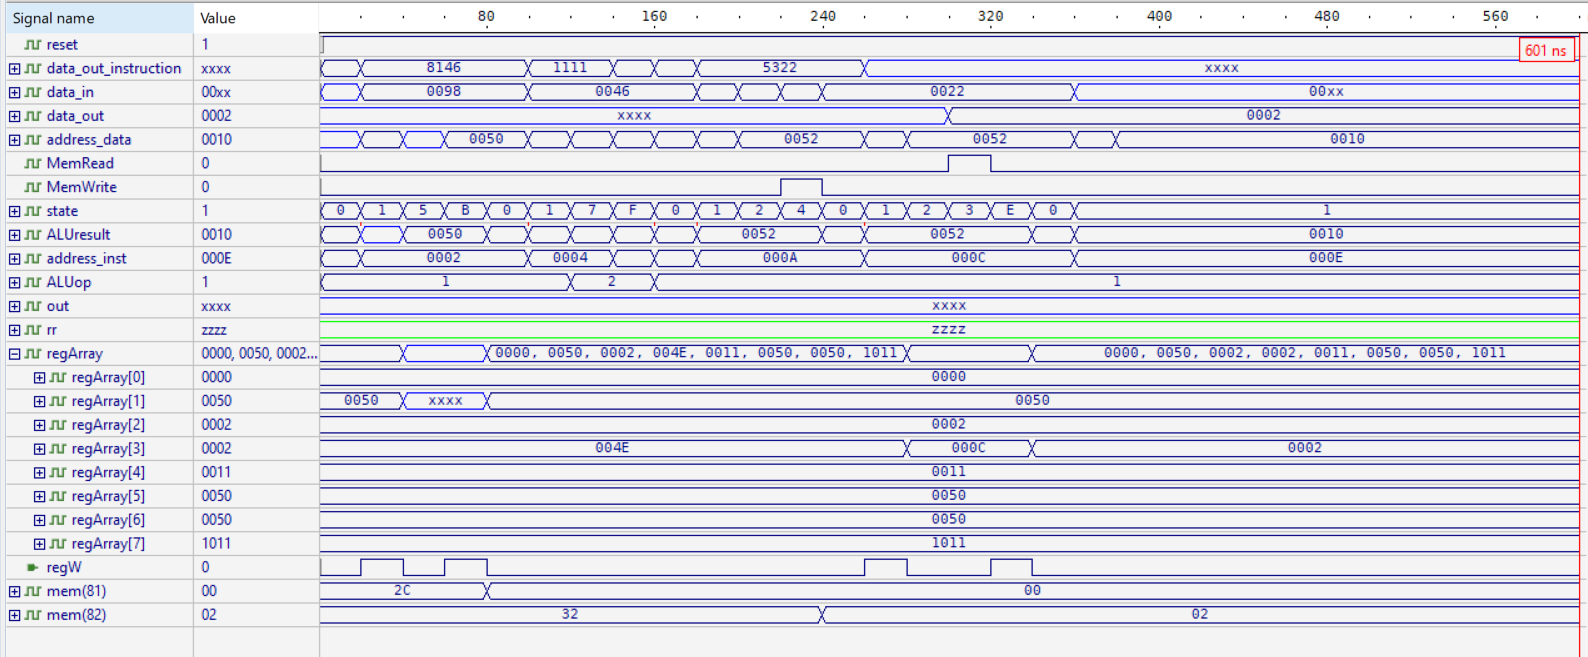 Signal name Value 80 160 240 320 400 480 560
reset 1 601 ns
data_out_instruction xxxx 8146 1111 5322 xxxx
data_in 00xx 0098 0046 0022 00xx
data_out 0002 xxxx 0002
address_data 0010 0050 0052 0052 0010
MemRead 0
MemWrite 0
state 1 0 1 5 B 0 1 7 F 0 1 2 4 0 1 2 3 E 0 1
ALUresult 0010 0050 0052 0052 0010
address_inst 000E 0002 0004 000A 000C 000E
ALUop 1 1 2 1
out xxxx xxxx
rr zzzz zzzz
regArray 0000, 0050, 0002... 0000, 0050, 0002, 004E, 0011, 0050, 0050, 1011 0000, 0050, 0002, 0002, 0011, 0050, 0050, 1011
regArray[0] 0000 0000
regArray[1] 0050 0050 xxxx 0050
regArray[2] 0002 0002
regArray[3] 0002 004E 000C 0002
regArray[4] 0011 0011
regArray[5] 0050 0050
regArray[6] 0050 0050
regArray[7] 1011 1011
regW 0
mem(81) 00 2C 00
mem(82) 02 32 02